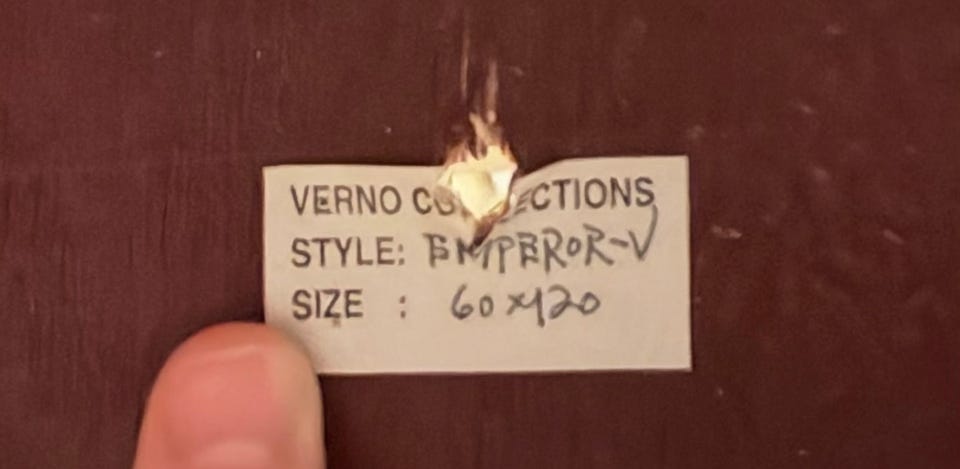 VERNO
STYLE: EMPEROR-V
SIZE : 60x120